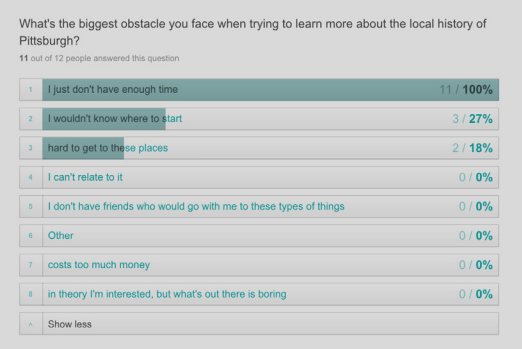 What's the biggest obstacle you face when trying to learn more about the local history of
Pittsburgh?
11 out of 12 people answered this question
1 I just don't have enough time 11 / 100%
2 I wouldn't know where to start 3 / 27%
3 hard to get to these places 2 / 18%
4 I can't relate to it 0 / 0%
5 I don't have friends who would go with me to these types of things 0 / 0%
6 Other 0 / 0%
7 costs too much money 0 / 0%
8 in theory I'm interested, but what's out there is boring 0 / 0%
Show less